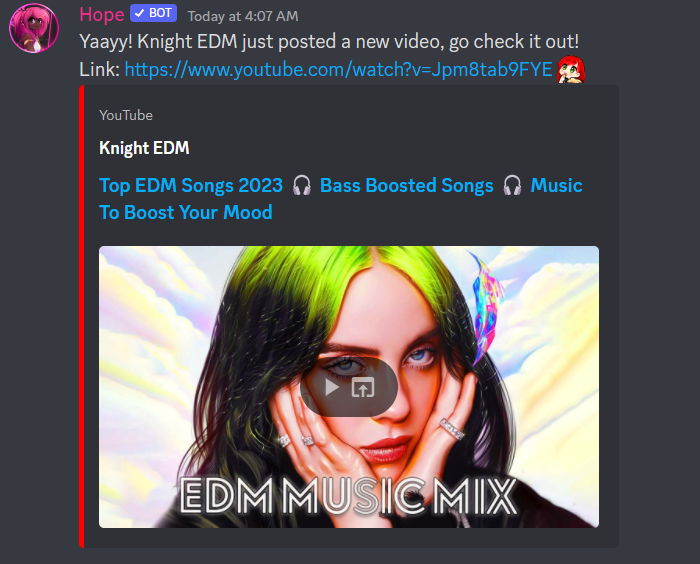 Hope BOT Today at 4:07 AM
Yaayy! Knight EDM just posted a new video, go check it out!
Link: https://www.youtube.com/watch?v=Jpm8tab9FYE
YouTube
Knight EDM
Top EDM Songs 2023 🎧 Bass Boosted Songs 🎧 Music
To Boost Your Mood
EDM MUSIC MIX